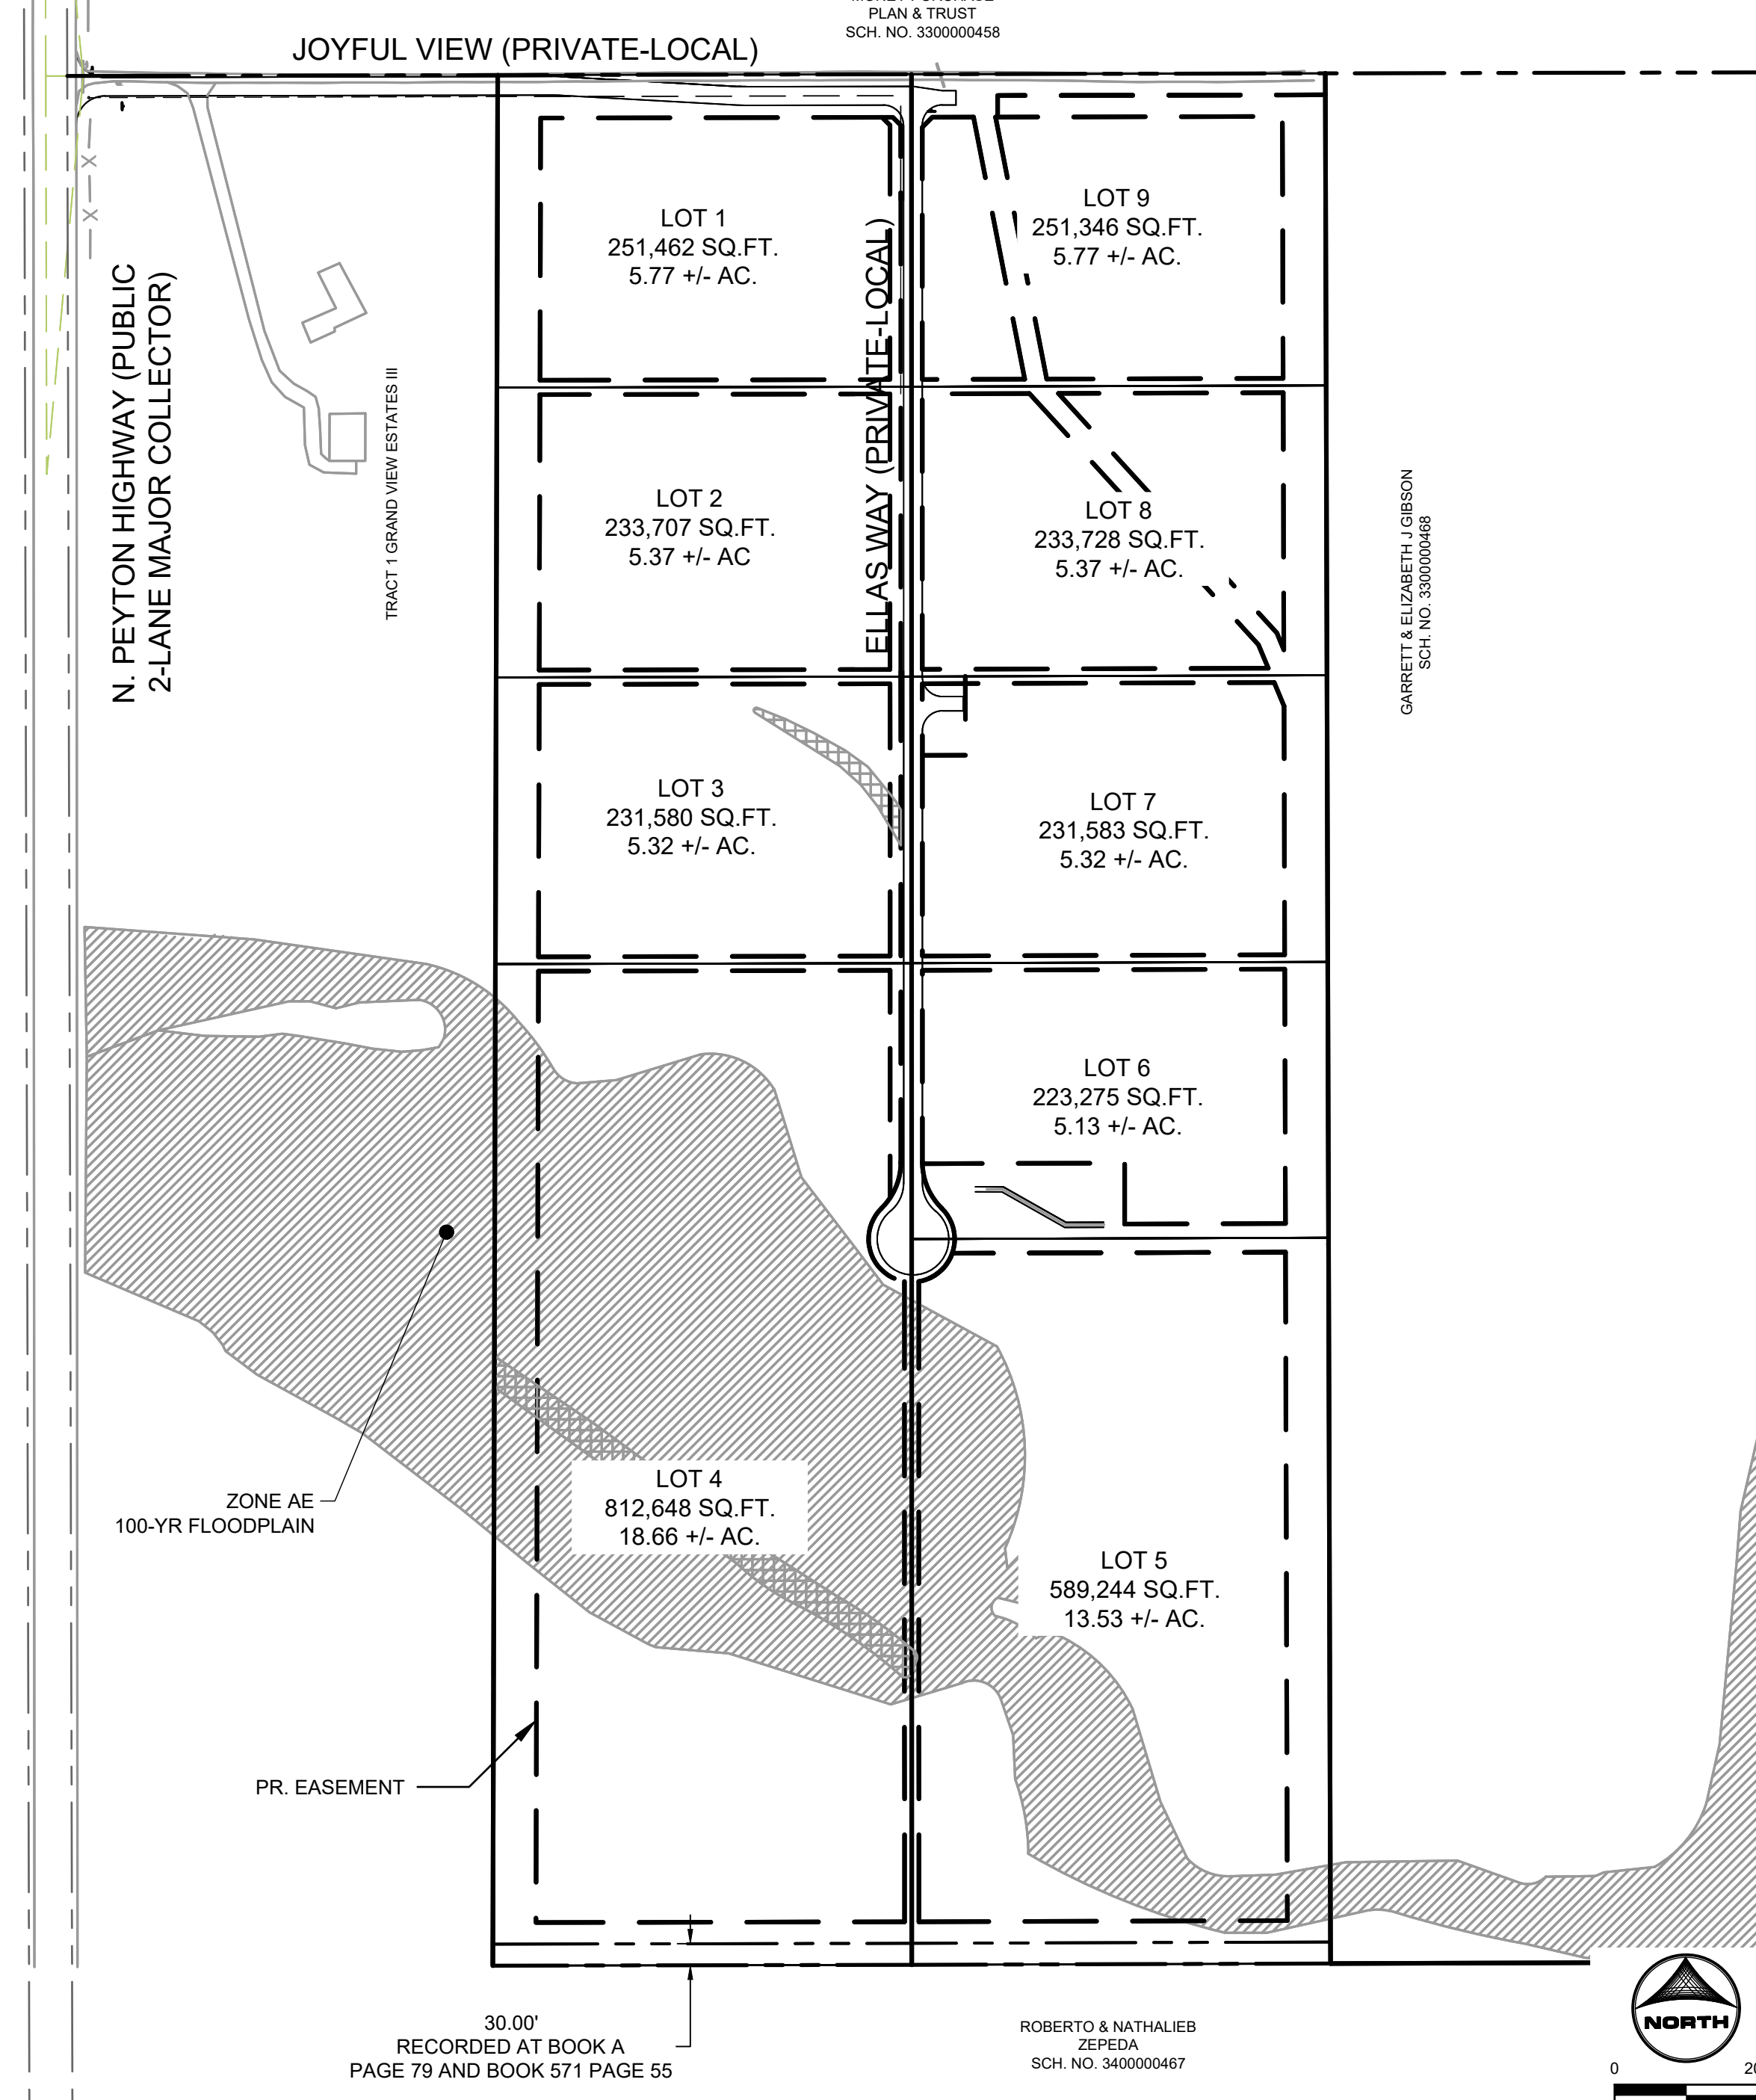 PLAN & TRUST
SCH. NO. 3300000458
JOYFUL VIEW (PRIVATE-LOCAL)
N. PEYTON HIGHWAY (PUBLIC
2-LANE MAJOR COLLECTOR)
TRACT 1 GRAND VIEW ESTATES III
ELLAS WAY (PRIVATE-LOCAL)
LOT 1
251,462 SQ.FT.
5.77 +/- AC.
LOT 9
251,346 SQ.FT.
5.77 +/- AC.
LOT 2
233,707 SQ.FT.
5.37 +/- AC
LOT 8
233,728 SQ.FT.
5.37 +/- AC.
GARRETT & ELIZABETH J GIBSON
SCH. NO. 3300000468
LOT 3
231,580 SQ.FT.
5.32 +/- AC.
LOT 7
231,583 SQ.FT.
5.32 +/- AC.
LOT 6
223,275 SQ.FT.
5.13 +/- AC.
ZONE AE
100-YR FLOODPLAIN
LOT 4
812,648 SQ.FT.
18.66 +/- AC.
LOT 5
589,244 SQ.FT.
13.53 +/- AC.
PR. EASEMENT
30.00'
RECORDED AT BOOK A
PAGE 79 AND BOOK 571 PAGE 55
ROBERTO & NATHALIEB
ZEPEDA
SCH. NO. 3400000467
NORTH
0